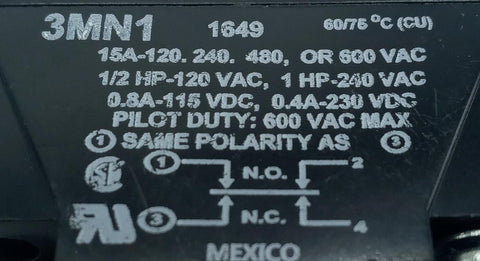 3MN1 1649 60/75 °C (CU)
15A-120. 240. 480, OR 600 VAC
1/2 HP-120 VAC, 1 HP-240 VAC
0.8A-115 VDC, 0.4A-230 VDC
PILOT DUTY: 600 VAC MAX
① SAME POLARITY AS ③
① N.O. 2
③ N.C. 4
MEXICO